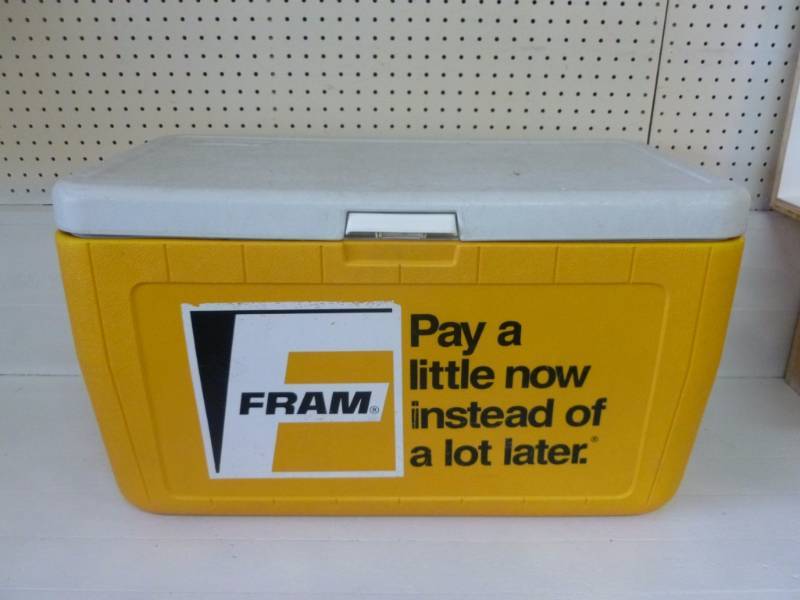 FRAM®
Pay a
little now
instead of
a lot later.®